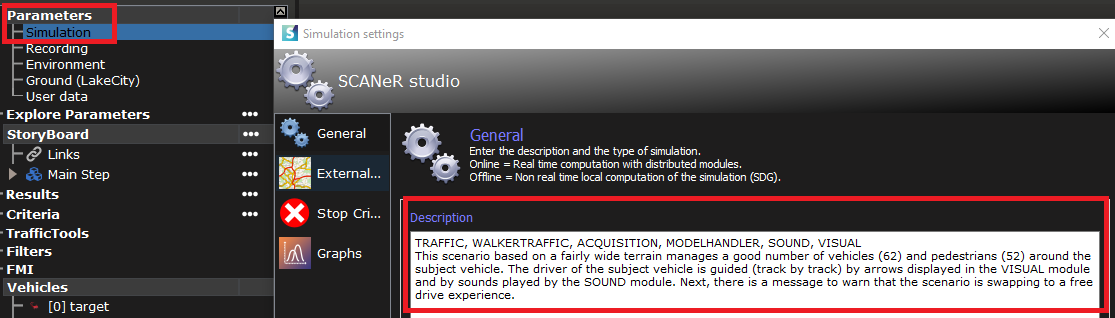 Parameters
Simulation
Recording
Environment
Ground (LakeCity)
User data
Explore Parameters •••
StoryBoard •••
Links
Main Step •••
Results •••
Criteria •••
TrafficTools
Filters
FMI
Vehicles
[0] target
S
Simulation settings
SCANeR studio
General
External...
Stop Cri...
Graphs
General
Enter the description and the type of simulation.
Online = Real time computation with distributed modules.
Offline = Non real time local computation of the simulation (SDG).
Description
TRAFFIC, WALKERTRAFFIC, ACQUISITION, MODELHANDLER, SOUND, VISUAL
This scenario based on a fairly wide terrain manages a good number of vehicles (62) and pedestrians (52) around the
subject vehicle. The driver of the subject vehicle is guided (track by track) by arrows displayed in the VISUAL module
and by sounds played by the SOUND module. Next, there is a message to warn that the scenario is swapping to a free
drive experience.